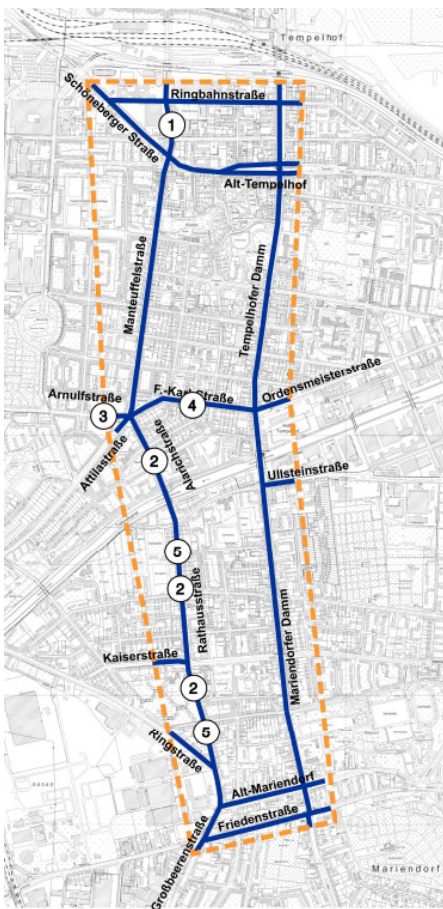 Tempelhof
Schöneberger Straße
Ringbahnstraße
1
Alt-Tempelhof
Manteuffelstraße
Tempelhofer Damm
Arnulfstraße
F.-Karl-Straße
Ordensmeisterstraße
3
4
Attilastraße
Alarichstraße
2
Ullsteinstraße
5
2
Rathausstraße
Kaiserstraße
Mariendorfer Damm
2
5
Ringstraße
Alt-Mariendorf
Friedenstraße
Großbeerenstraße
Mariendorf